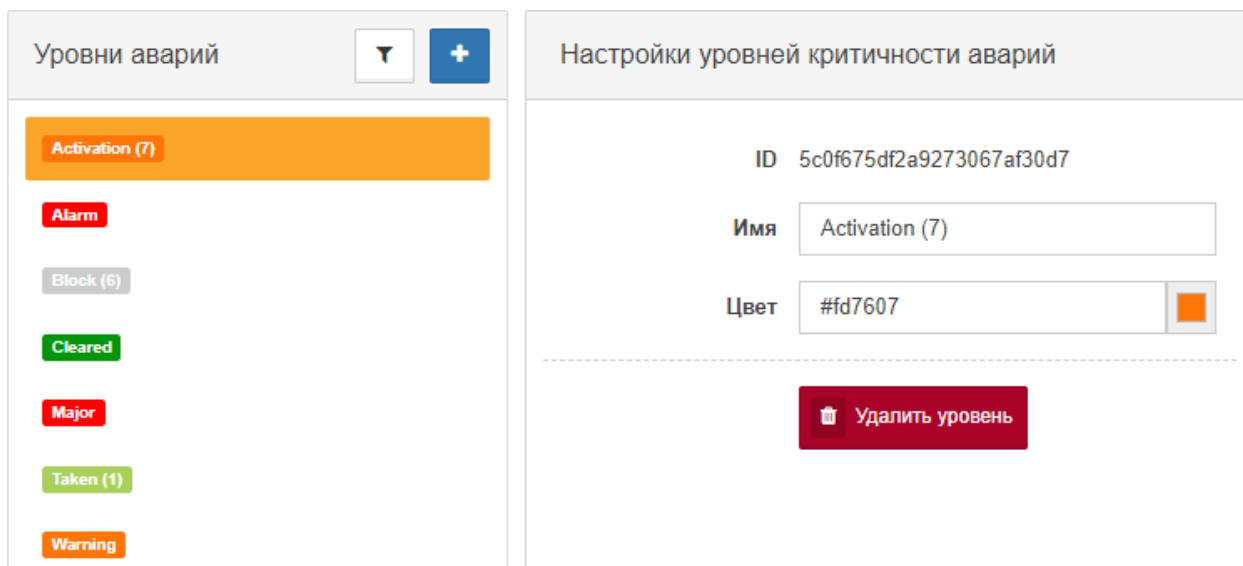 Уровни аварий
Activation (7)
Alarm
Block (6)
Cleared
Major
Taken (1)
Warning
Настройки уровней критичности аварий
ID 5c0f675df2a9273067af30d7
Имя Activation (7)
Цвет #fd7607
Удалить уровень